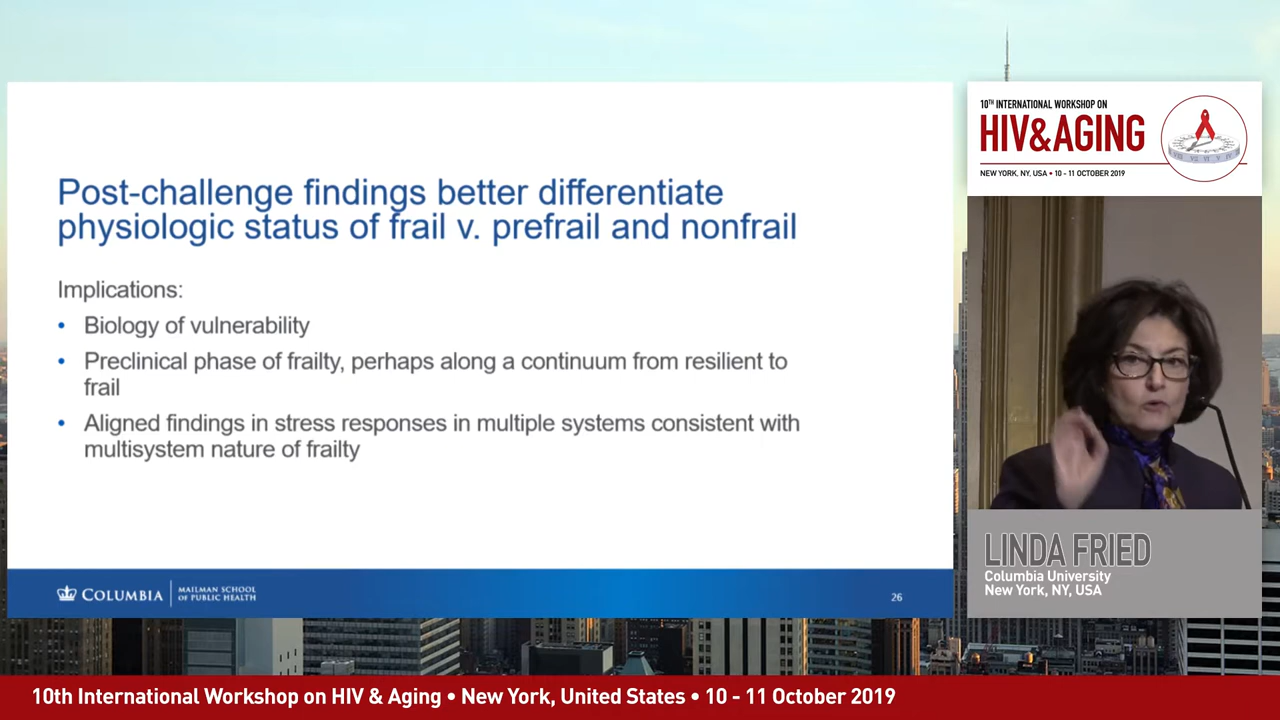 Post-challenge findings better differentiate
physiologic status of frail v. prefrail and nonfrail
Implications:
• Biology of vulnerability
• Preclinical phase of frailty, perhaps along a continuum from resilient to
frail
• Aligned findings in stress responses in multiple systems consistent with
multisystem nature of frailty
COLUMBIA
MAILMAN SCHOOL
OF PUBLIC HEALTH
26
10TH INTERNATIONAL WORKSHOP ON
HIV&AGING
NEW YORK, NY, USA • 10 - 11 OCTOBER 2019
LINDA FRIED
Columbia University
New York, NY, USA
10th International Workshop on HIV & Aging • New York, United States • 10 - 11 October 2019